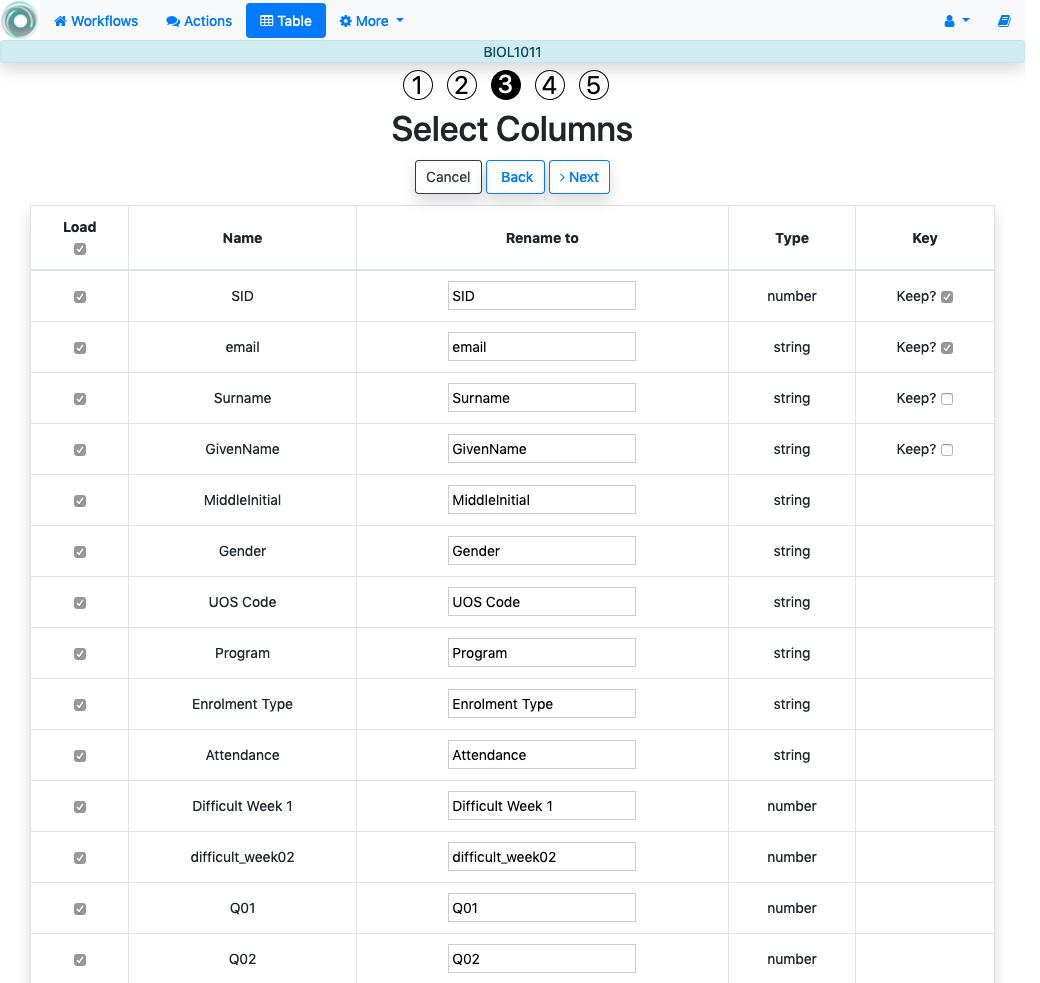 Workflows Actions Table More
BIOL1011
① ② ❸ ④ ⑤
Select Columns
Cancel Back > Next
Load Name Rename to Type Key
SID SID number Keep?
email email string Keep?
Surname Surname string Keep?
GivenName GivenName string Keep?
MiddleInitial MiddleInitial string
Gender Gender string
UOS Code UOS Code string
Program Program string
Enrolment Type Enrolment Type string
Attendance Attendance string
Difficult Week 1 Difficult Week 1 number
difficult_week02 difficult_week02 number
Q01 Q01 number
Q02 Q02 number